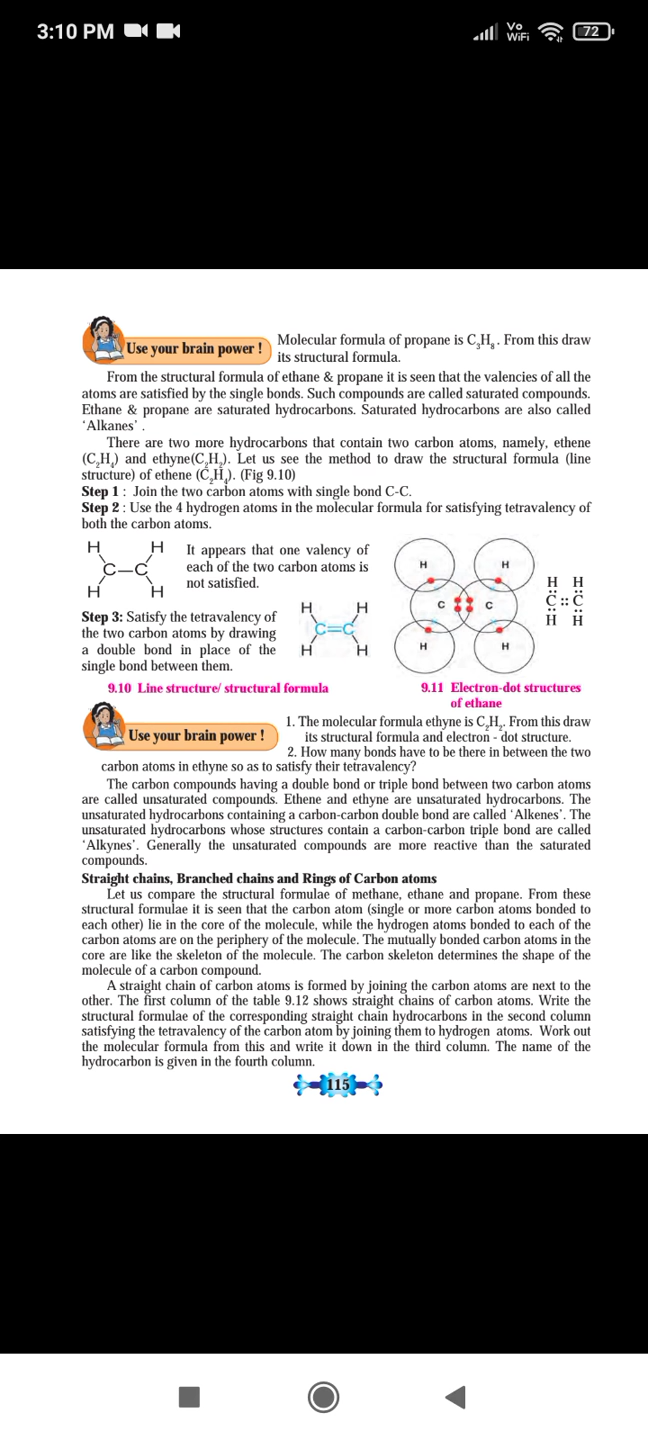 3:10 PM
Vo
WiFi
72
Use your brain power !
Molecular formula of propane is C₃H₈. From this draw
its structural formula.
From the structural formula of ethane & propane it is seen that the valencies of all the
atoms are satisfied by the single bonds. Such compounds are called saturated compounds.
Ethane & propane are saturated hydrocarbons. Saturated hydrocarbons are also called
'Alkanes' .
There are two more hydrocarbons that contain two carbon atoms, namely, ethene
(C₂H₄) and ethyne(C₂H₂). Let us see the method to draw the structural formula (line
structure) of ethene (C₂H₄). (Fig 9.10)
Step 1 : Join the two carbon atoms with single bond C-C.
Step 2 : Use the 4 hydrogen atoms in the molecular formula for satisfying tetravalency of
both the carbon atoms.
H H
C–C
H H
It appears that one valency of
each of the two carbon atoms is
not satisfied.
Step 3: Satisfy the tetravalency of
the two carbon atoms by drawing
a double bond in place of the
single bond between them.
H H
C=C
H H
H H
C C
H H
H H
C :: C
H H
9.10 Line structure/ structural formula
9.11 Electron-dot structures
of ethane
Use your brain power !
1. The molecular formula ethyne is C₂H₂. From this draw
its structural formula and electron - dot structure.
2. How many bonds have to be there in between the two
carbon atoms in ethyne so as to satisfy their tetravalency?
The carbon compounds having a double bond or triple bond between two carbon atoms
are called unsaturated compounds. Ethene and ethyne are unsaturated hydrocarbons. The
unsaturated hydrocarbons containing a carbon-carbon double bond are called 'Alkenes'. The
unsaturated hydrocarbons whose structures contain a carbon-carbon triple bond are called
'Alkynes'. Generally the unsaturated compounds are more reactive than the saturated
compounds.
Straight chains, Branched chains and Rings of Carbon atoms
Let us compare the structural formulae of methane, ethane and propane. From these
structural formulae it is seen that the carbon atom (single or more carbon atoms bonded to
each other) lie in the core of the molecule, while the hydrogen atoms bonded to each of the
carbon atoms are on the periphery of the molecule. The mutually bonded carbon atoms in the
core are like the skeleton of the molecule. The carbon skeleton determines the shape of the
molecule of a carbon compound.
A straight chain of carbon atoms is formed by joining the carbon atoms are next to the
other. The first column of the table 9.12 shows straight chains of carbon atoms. Write the
structural formulae of the corresponding straight chain hydrocarbons in the second column
satisfying the tetravalency of the carbon atom by joining them to hydrogen atoms. Work out
the molecular formula from this and write it down in the third column. The name of the
hydrocarbon is given in the fourth column.
115